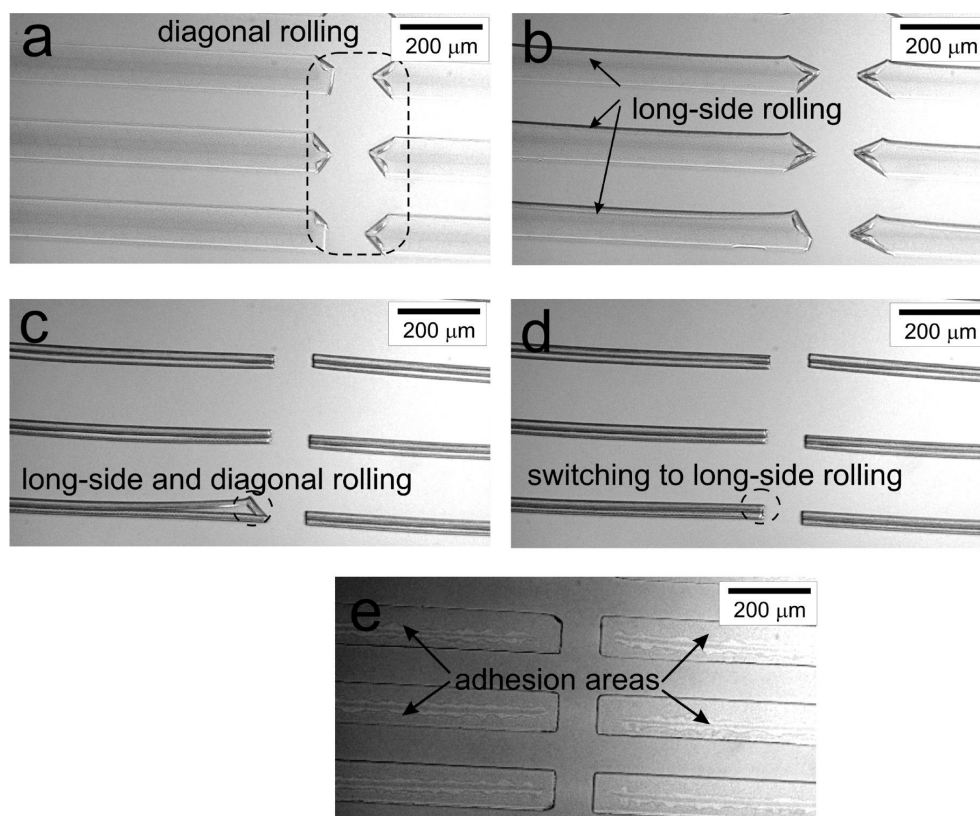 a
diagonal rolling
200 μm
b
long-side rolling
200 μm
c
long-side and diagonal rolling
200 μm
d
switching to long-side rolling
200 μm
e
adhesion areas
200 μm